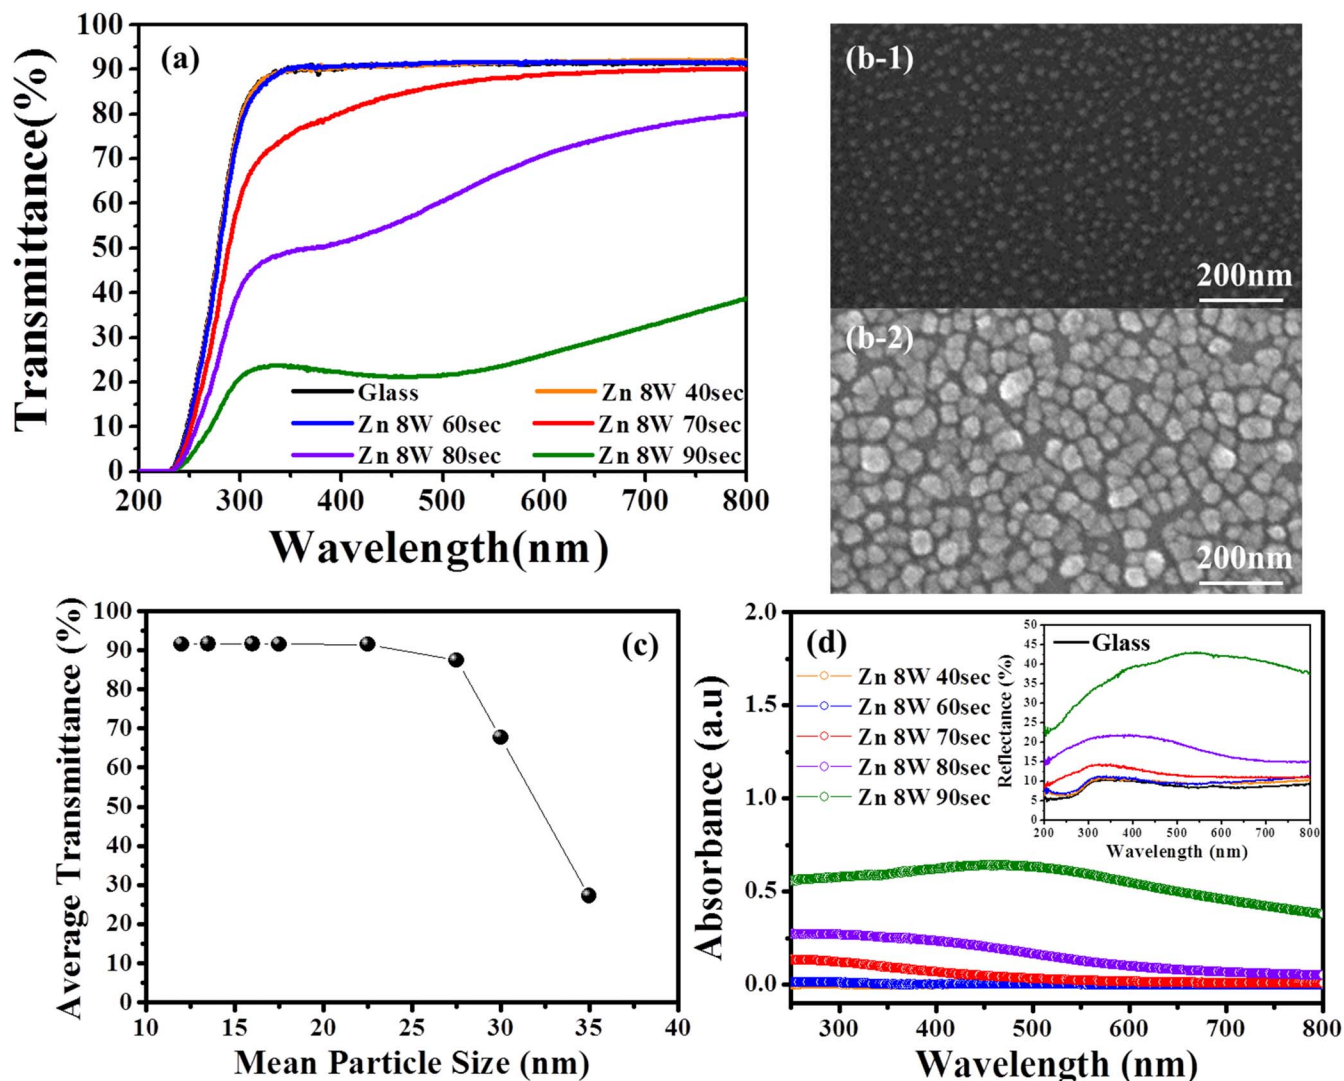 (a)
Transmittance(%)
100
90
80
70
60
50
40
30
20
10
0
Glass
Zn 8W 40sec
Zn 8W 60sec
Zn 8W 70sec
Zn 8W 80sec
Zn 8W 90sec
200 300 400 500 600 700 800
Wavelength(nm)
(b-1)
200nm
(b-2)
200nm
(c)
Average Transmittance (%)
100
90
80
70
60
50
40
30
20
10
0
10 15 20 25 30 35 40
Mean Particle Size (nm)
(d)
Absorbance (a.u)
2.0
1.5
1.0
0.5
0.0
Zn 8W 40sec
Zn 8W 60sec
Zn 8W 70sec
Zn 8W 80sec
Zn 8W 90sec
300 400 500 600 700 800
Wavelength (nm)
Glass
Reflectance (%)
50
45
40
35
30
25
20
15
10
5
0
200 300 400 500 600 700 800
Wavelength (nm)